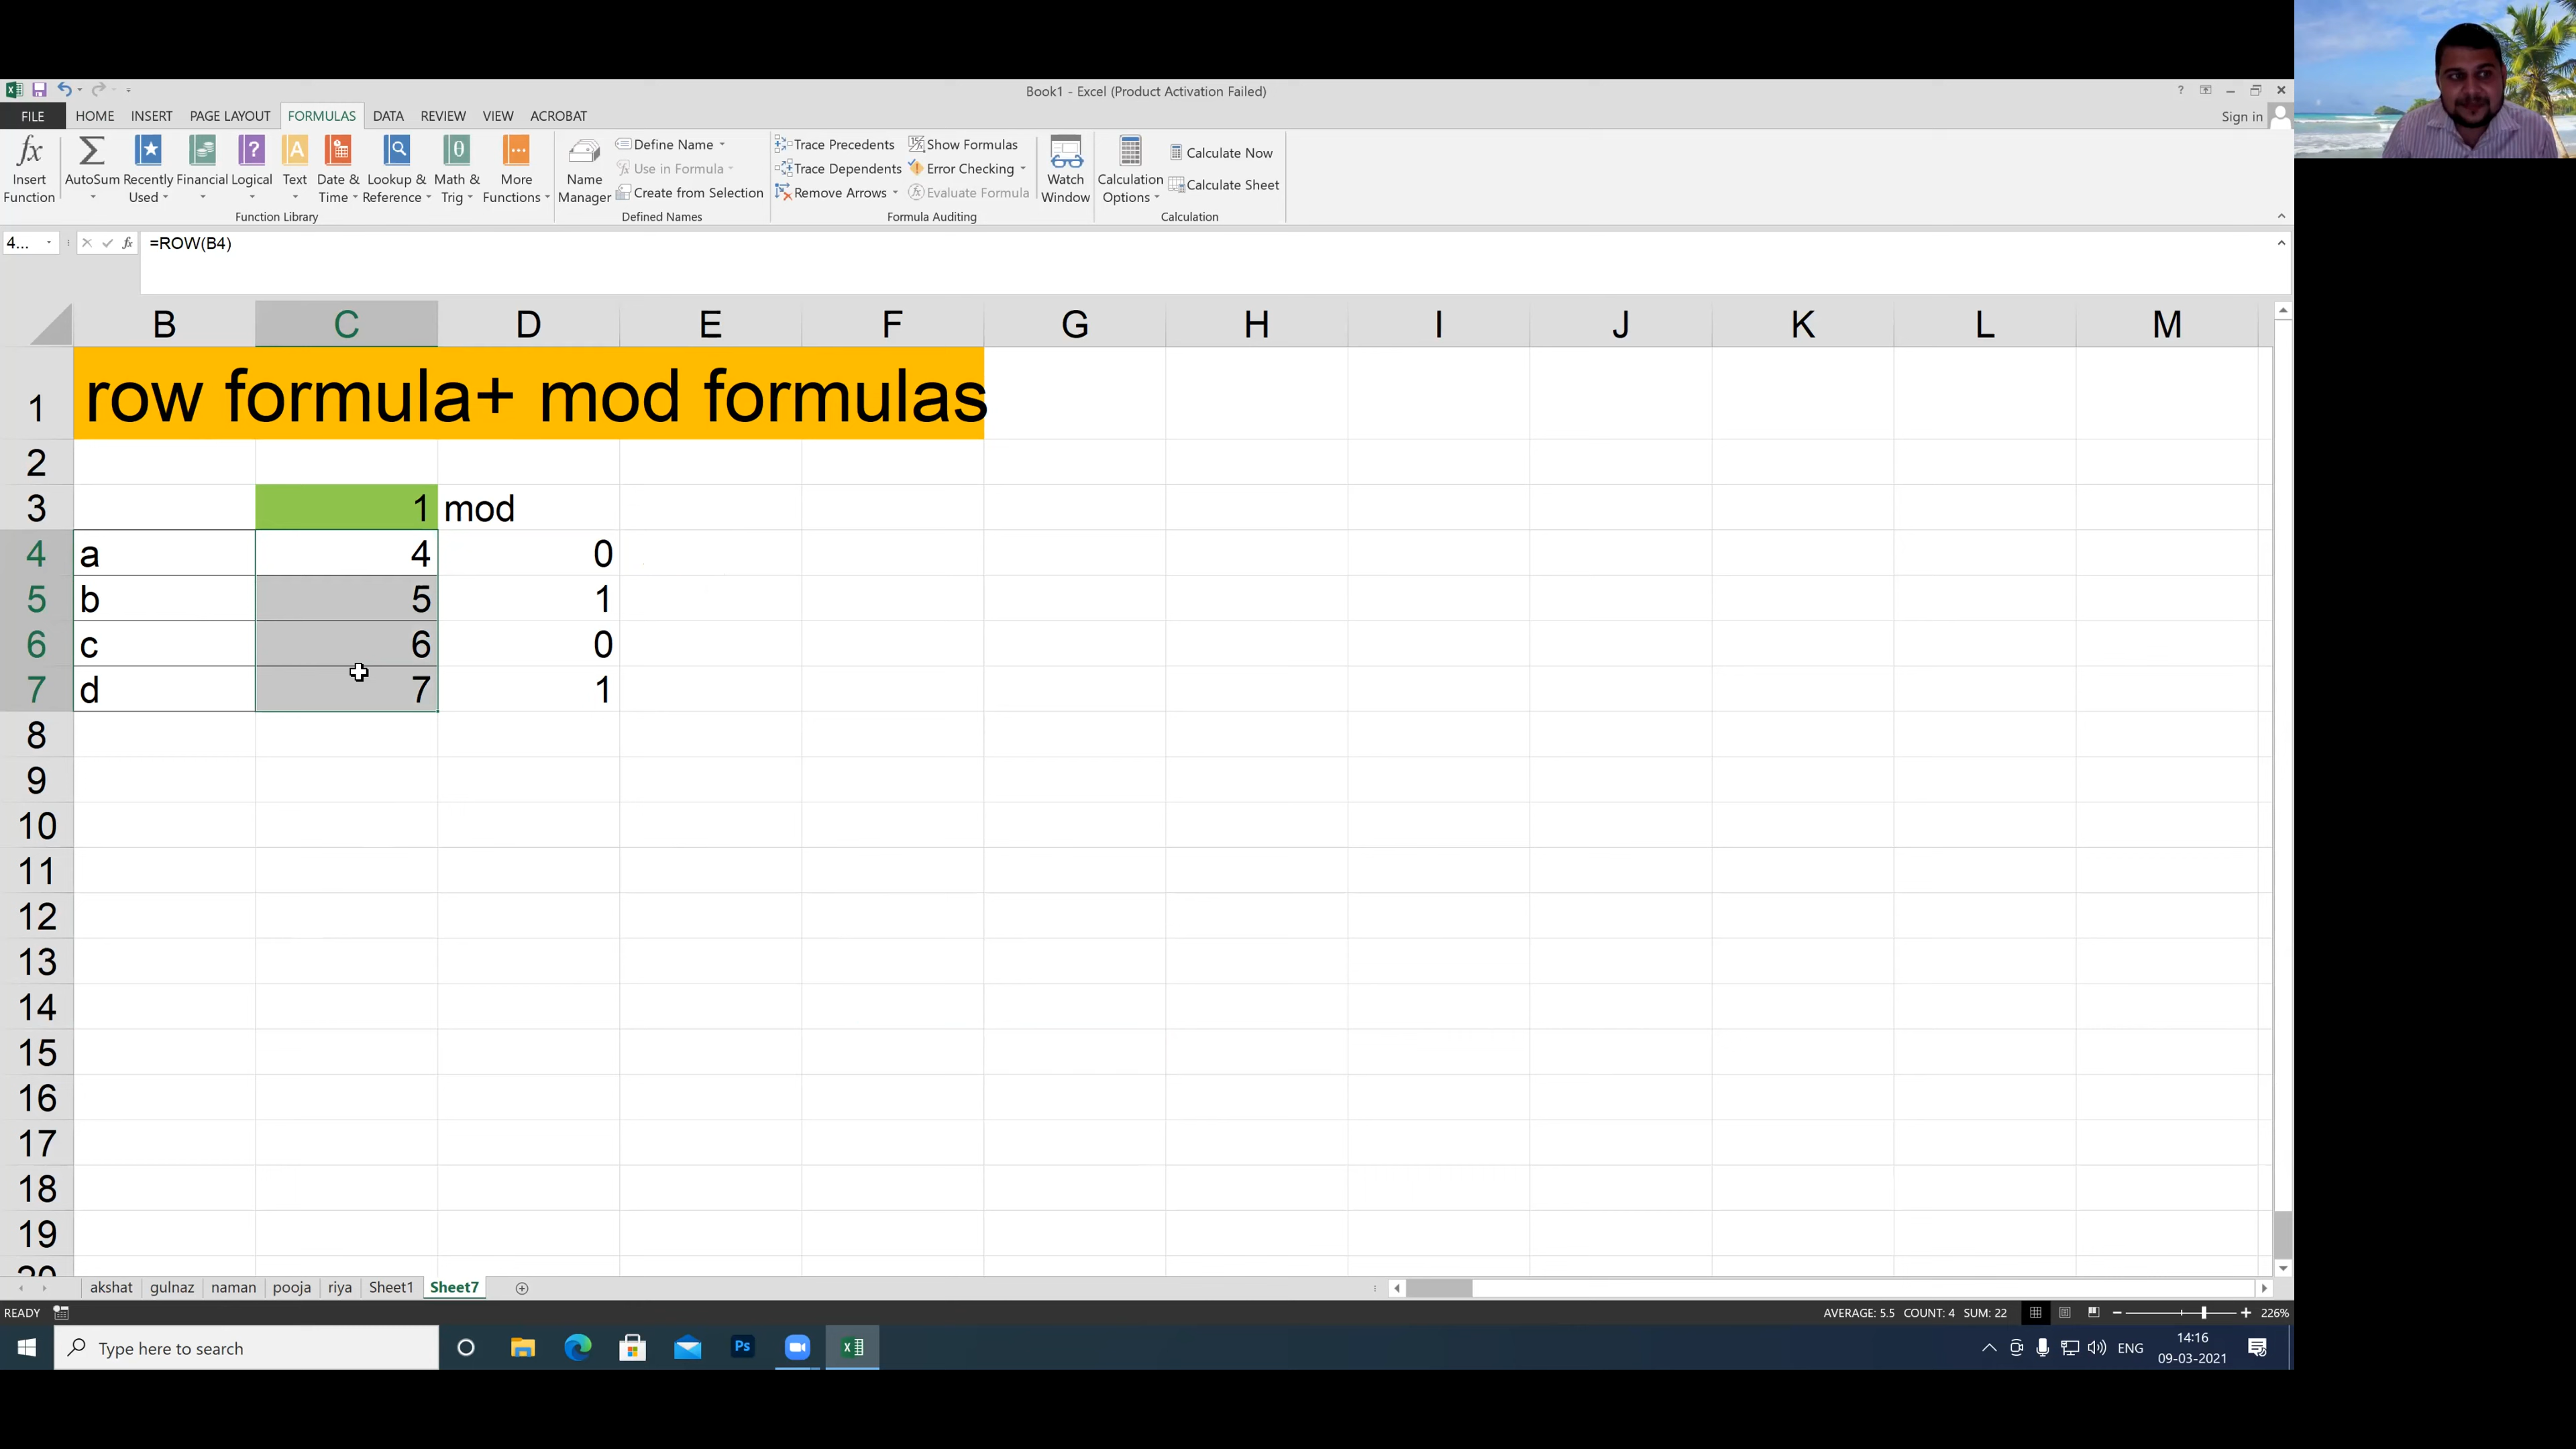 Book1 - Excel (Product Activation Failed)
?
FILE HOME INSERT PAGE LAYOUT FORMULAS DATA REVIEW VIEW ACROBAT
Sign in
Insert Function
AutoSum
Recently Used
Financial
Logical
Text
Date & Time
Lookup & Reference
Math & Trig
More Functions
Function Library
Name Manager
Define Name
Use in Formula
Create from Selection
Defined Names
Trace Precedents
Trace Dependents
Remove Arrows
Show Formulas
Error Checking
Evaluate Formula
Formula Auditing
Watch Window
Calculation Options
Calculate Now
Calculate Sheet
Calculation
4... fx =ROW(B4)
B C D E F G H I J K L M
1 row formula+ mod formulas
2
3 1 mod
4 a 4 0
5 b 5 1
6 c 6 0
7 d 7 1
8
9
10
11
12
13
14
15
16
17
18
19
20
akshat gulnaz naman pooja riya Sheet1 Sheet7
READY AVERAGE: 5.5 COUNT: 4 SUM: 22 226%
Type here to search
Ps
ENG
14:16
09-03-2021